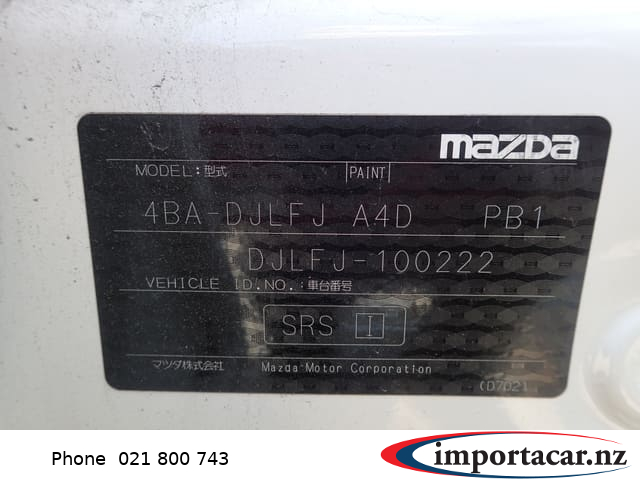 mazda
MODEL:型式 PAINT
4BA-DJLFJ A4D PB1
DJLFJ-100222
VEHICLE ID.NO.:車台番号
SRS I
マツダ株式会社 Mazda Motor Corporation
(D702)
Phone 021 800 743
importacar.nz